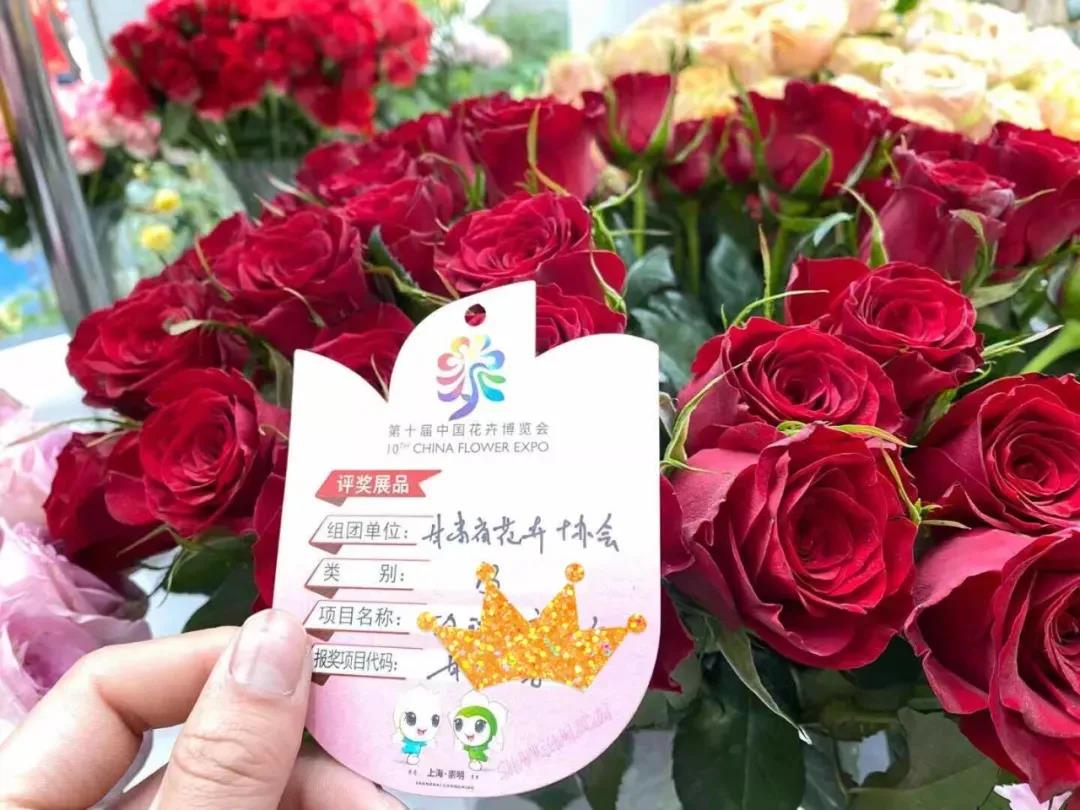 第十届中国花卉博览会
10TH CHINA FLOWER EXPO
评奖展品
组团单位：甘肃省花卉协会
类 别：
项目名称：
报奖项目代码：
上海·崇明
SHANGHAI CHONGMING